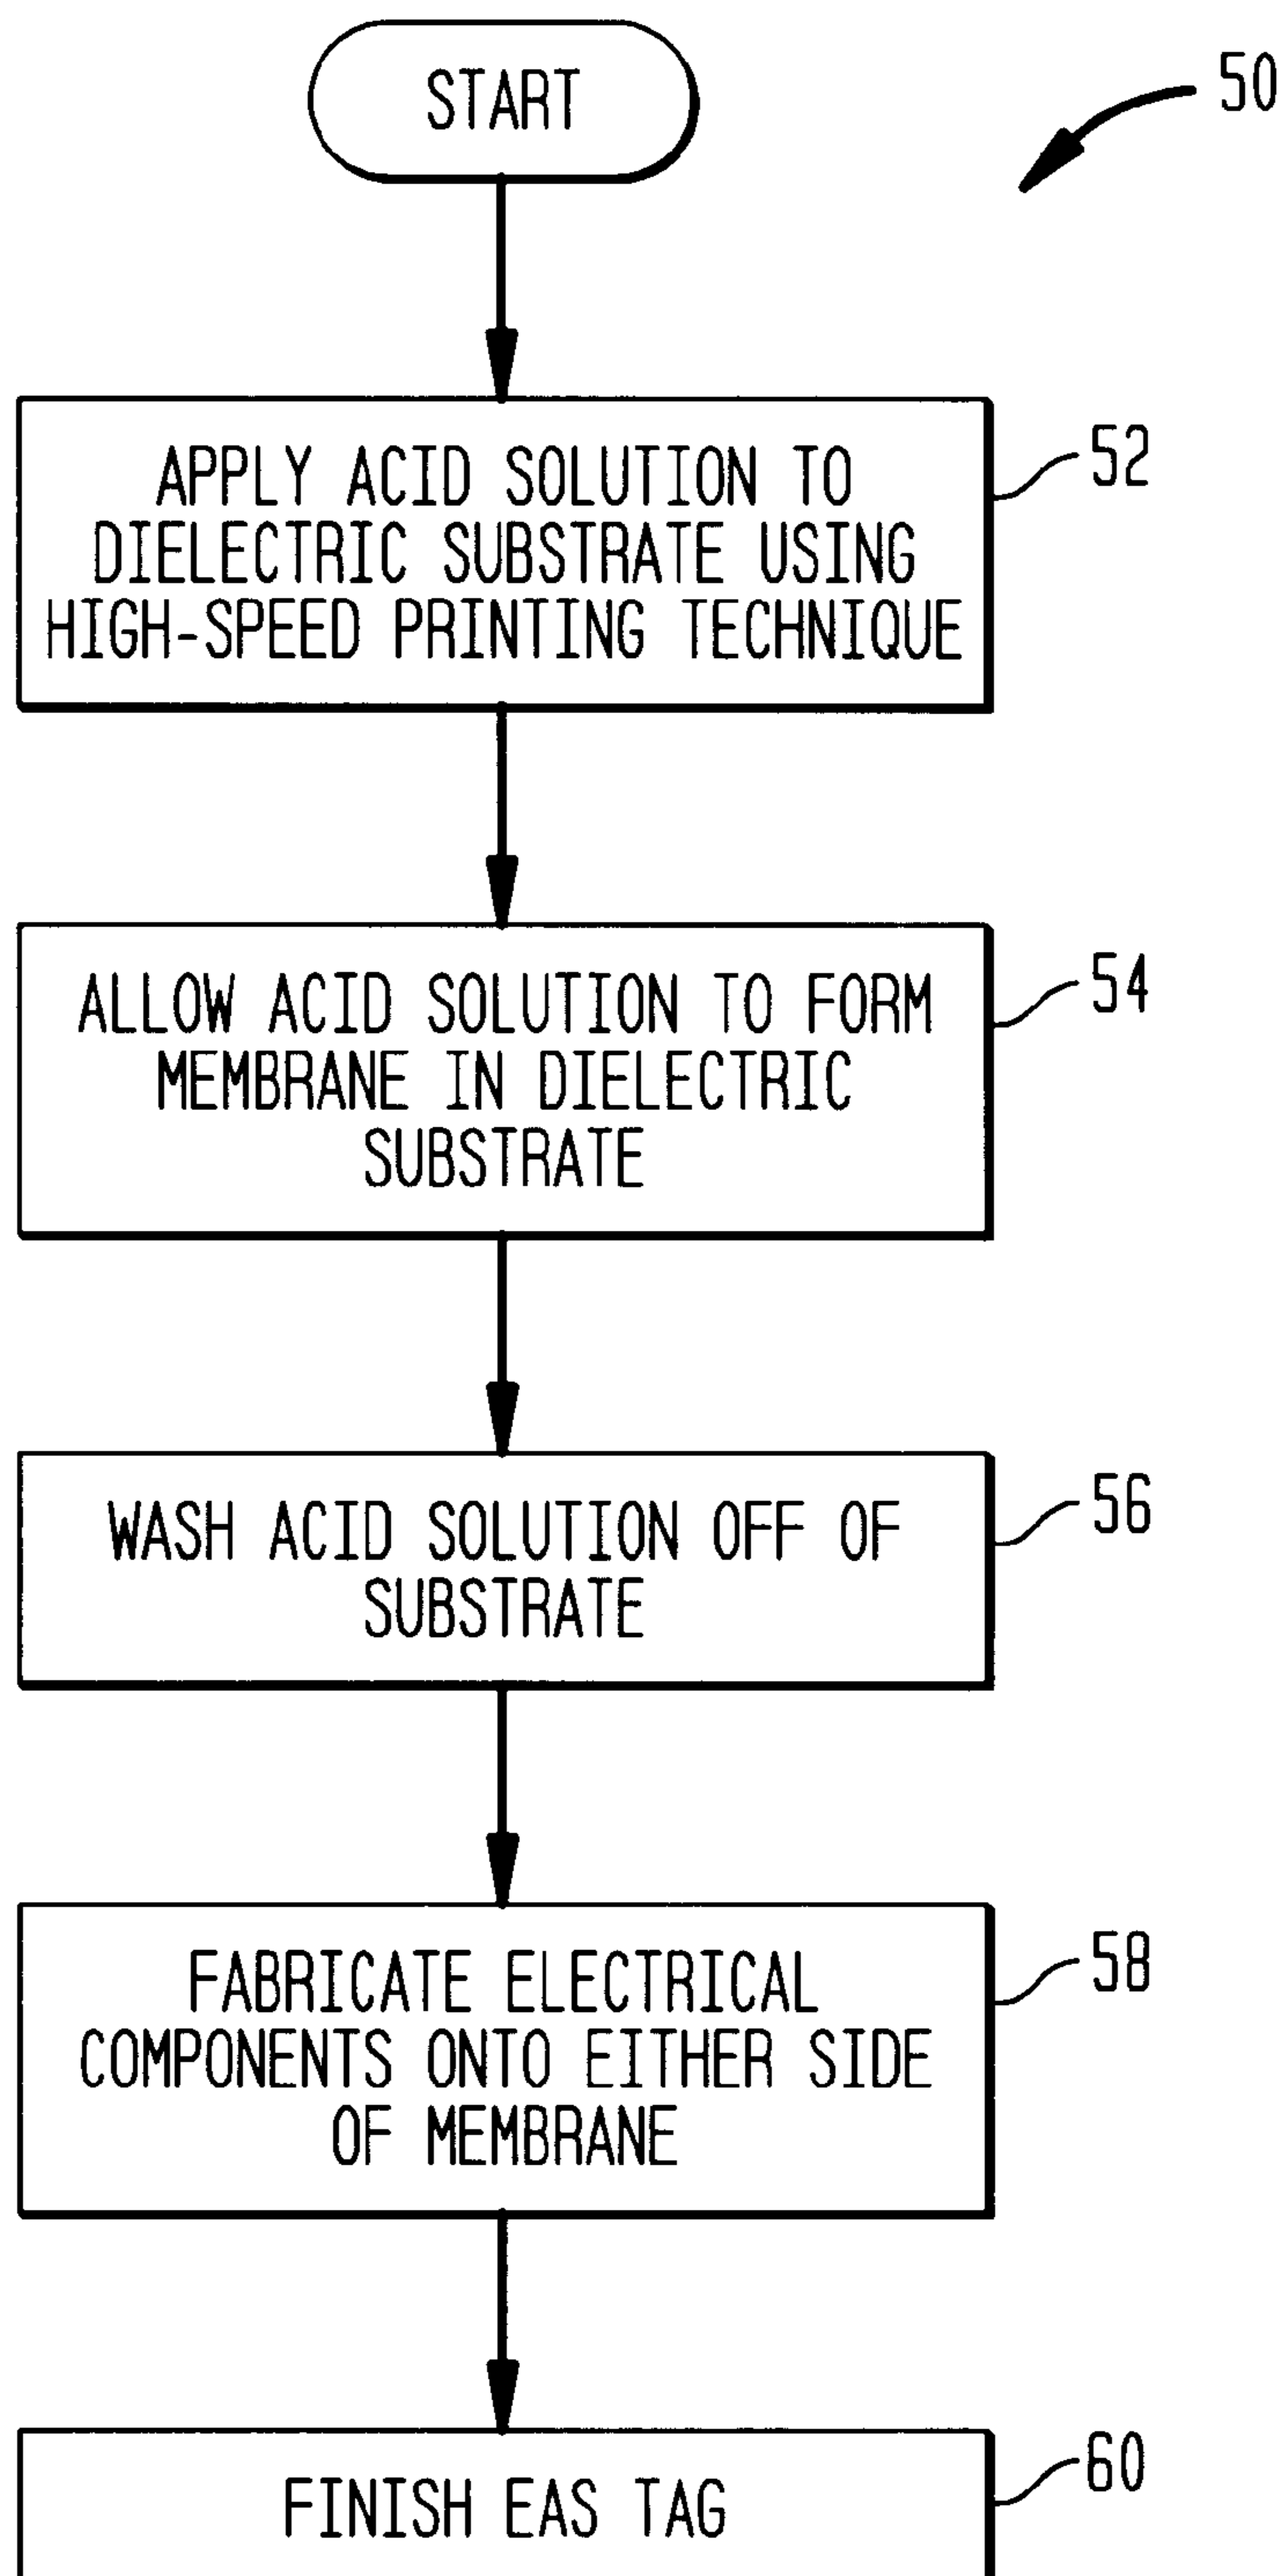 START
50
APPLY ACID SOLUTION TO
DIELECTRIC SUBSTRATE USING
HIGH-SPEED PRINTING TECHNIQUE
52
ALLOW ACID SOLUTION TO FORM
MEMBRANE IN DIELECTRIC
SUBSTRATE
54
WASH ACID SOLUTION OFF OF
SUBSTRATE
56
FABRICATE ELECTRICAL
COMPONENTS ONTO EITHER SIDE
OF MEMBRANE
58
FINISH EAS TAG
60